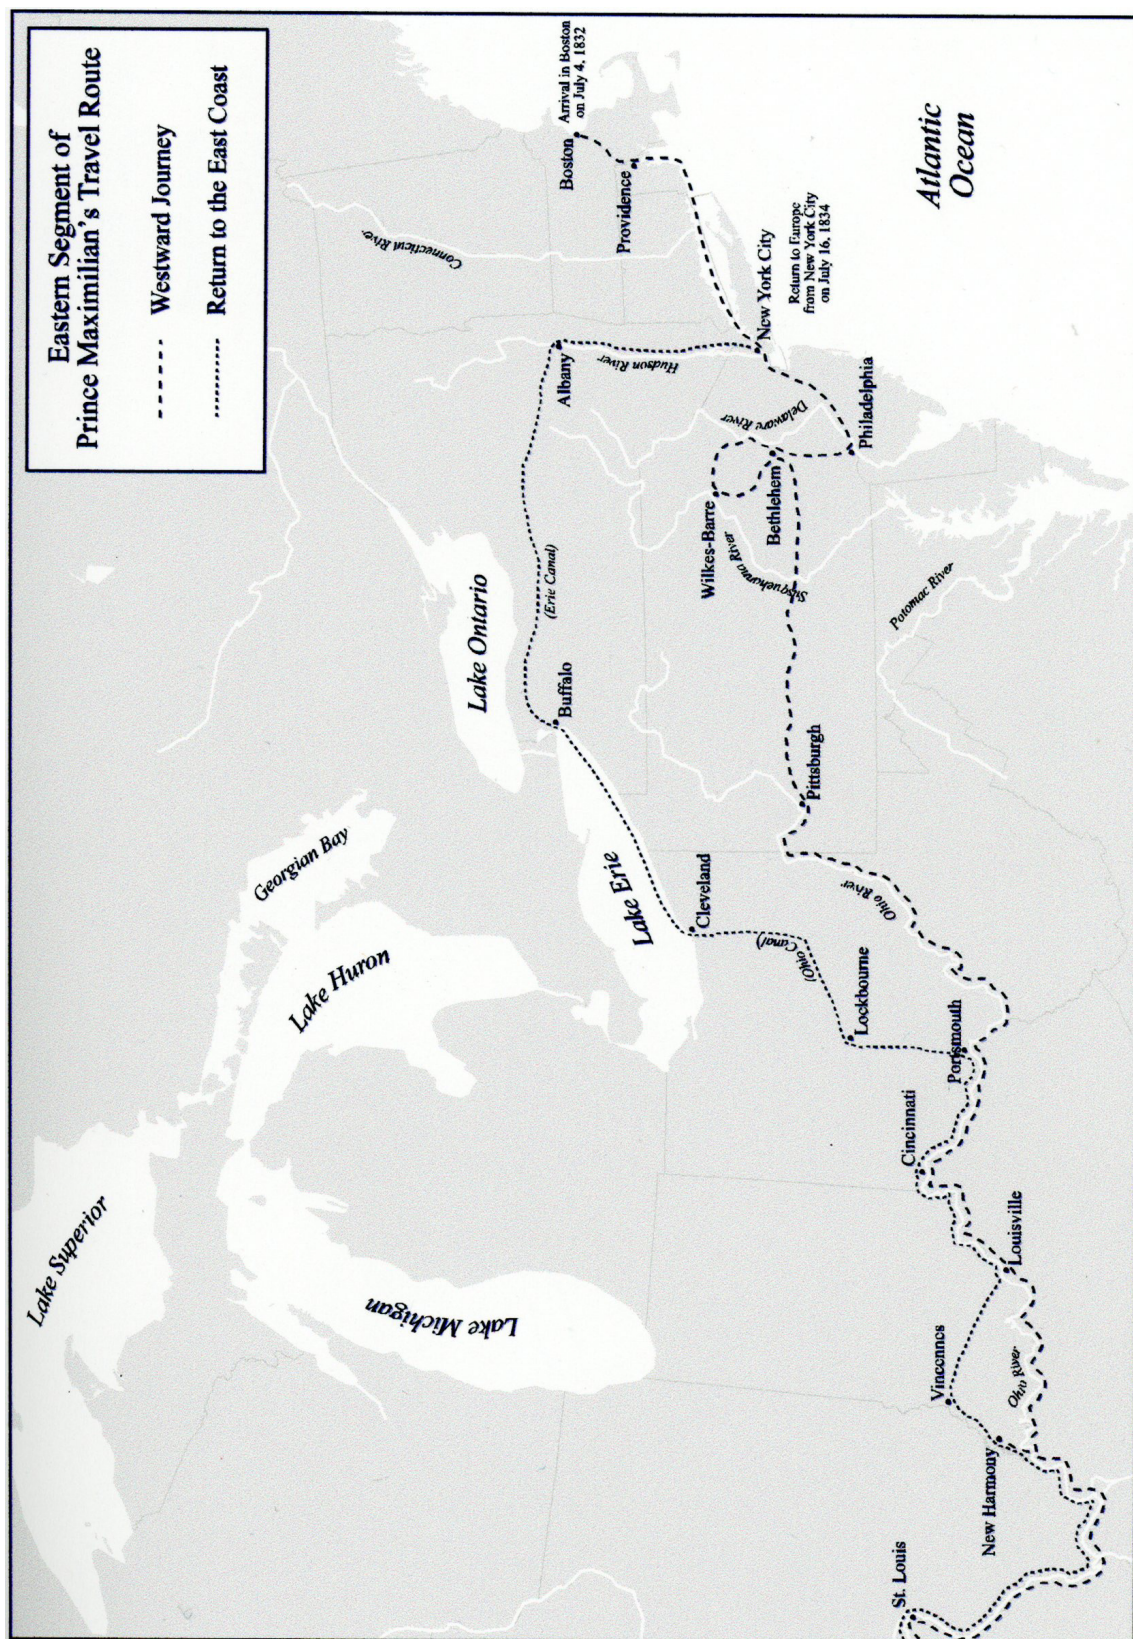 Eastern Segment of
Prince Maximilian's Travel Route
Westward Journey
Return to the East Coast
Arrival in Boston
on July 4, 1832
Boston
Providence
Connecticut River
New York City
Return to Europe
from New York City
on July 16, 1834
Atlantic
Ocean
Albany
Hudson River
Delaware River
Philadelphia
Bethlehem
Wilkes-Barre
Susquehanna River
Potomac River
(Erie Canal)
Lake Ontario
Buffalo
Pittsburgh
Georgian Bay
Lake Huron
Lake Erie
Cleveland
(Ohio
Canal)
Ohio River
Lockbourne
Portsmouth
Cincinnati
Louisville
Lake Superior
Lake Michigan
Vincennes
Ohio River
New Harmony
St. Louis